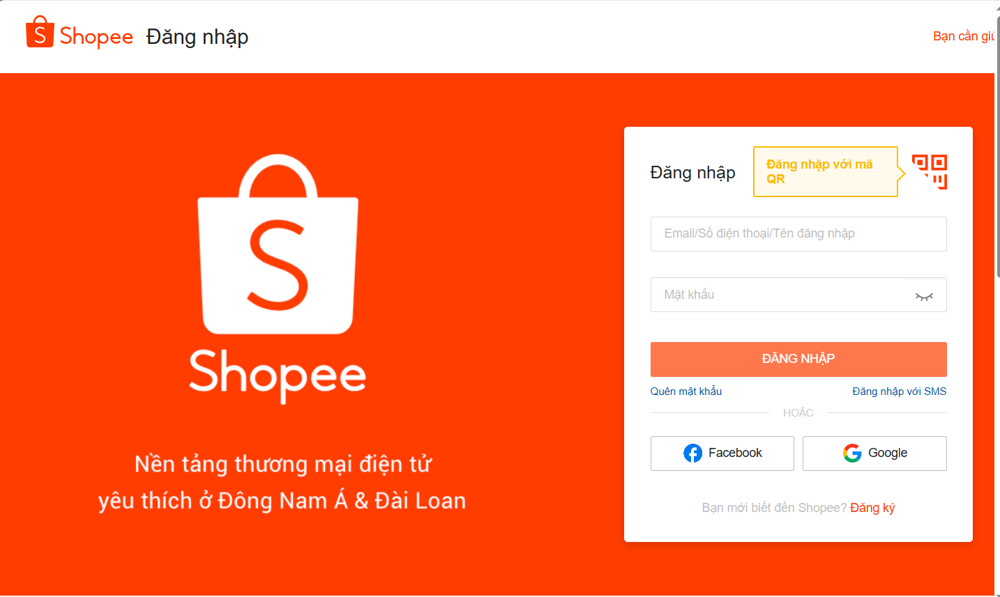 Shopee Đăng nhập
Bạn cần
Đăng nhập
Đăng nhập với mã
QR
Email/Số điện thoại/Tên đăng nhập
Mật khẩu
ĐĂNG NHẬP
Quên mật khẩu
Đăng nhập với SMS
HOẶC
Facebook
Google
Bạn mới biết đến Shopee? Đăng ký
S
Shopee
Nền tảng thương mại điện tử
yêu thích ở Đông Nam Á & Đài Loan